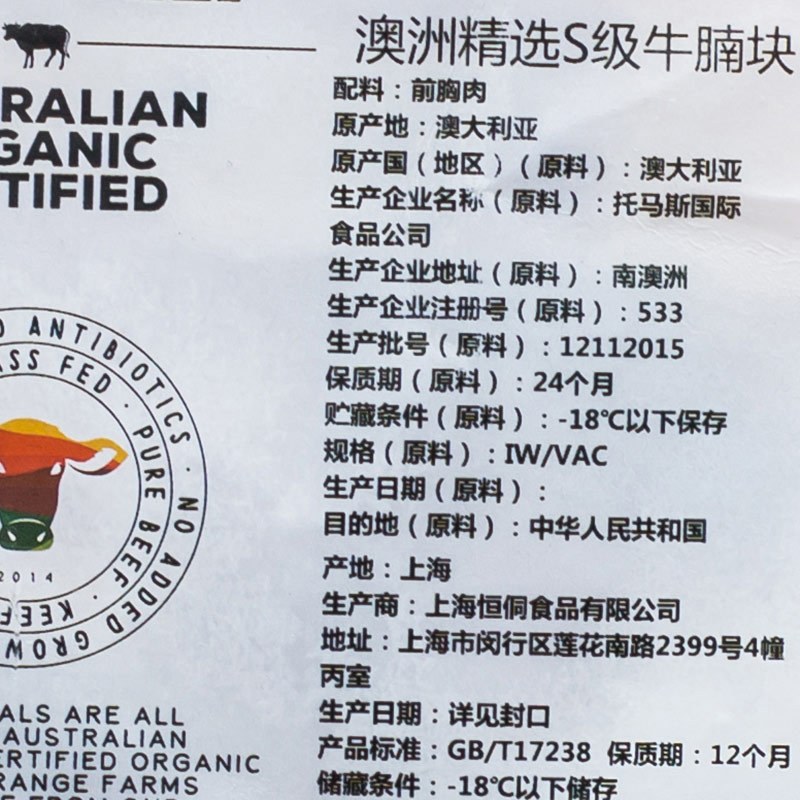 澳洲精选S级牛腩块
配料：前胸肉
原产地：澳大利亚
原产国（地区）（原料）：澳大利亚
生产企业名称（原料）：托马斯国际
食品公司
生产企业地址（原料）：南澳洲
生产企业注册号（原料）：533
生产批号（原料）：12112015
保质期（原料）：24个月
贮藏条件（原料）：-18℃以下保存
规格（原料）：IW/VAC
生产日期（原料）：
目的地（原料）：中华人民共和国
产地：上海
生产商：上海恒侗食品有限公司
地址：上海市闵行区莲花南路2399号4幢
丙室
生产日期：详见封口
产品标准：GB/T17238 保质期：12个月
储藏条件：-18℃以下储存
RALIAN
GANIC
TIFIED
ANTIBIOTICS · NO ADDED GROW
SS FED · PURE BEEF · KEEP
2014
ALS ARE ALL
AUSTRALIAN
ERTIFIED ORGANIC
RANGE FARMS